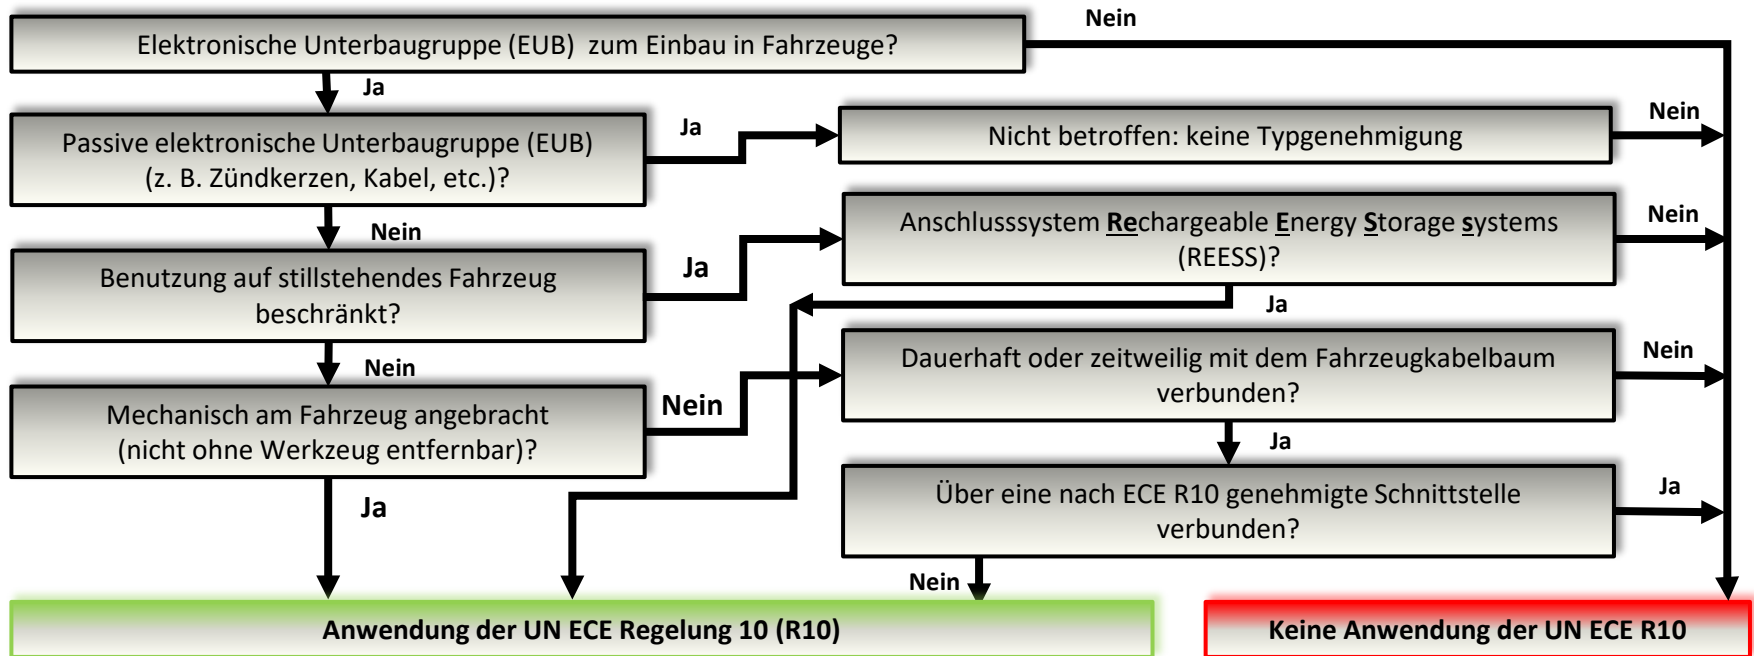 Nein
Elektronische Unterbaugruppe (EUB) zum Einbau in Fahrzeuge?
Ja
Passive elektronische Unterbaugruppe (EUB)
(z. B. Zündkerzen, Kabel, etc.)?
Ja
Nicht betroffen: keine Typgenehmigung
Nein
Nein
Anschlusssystem Rechargeable Energy Storage systems
(REESS)?
Nein
Benutzung auf stillstehendes Fahrzeug
beschränkt?
Ja
Ja
Nein
Dauerhaft oder zeitweilig mit dem Fahrzeugkabelbaum
verbunden?
Nein
Mechanisch am Fahrzeug angebracht
(nicht ohne Werkzeug entfernbar)?
Nein
Ja
Ja
Über eine nach ECE R10 genehmigte Schnittstelle
verbunden?
Ja
Nein
Anwendung der UN ECE Regelung 10 (R10)
Keine Anwendung der UN ECE R10